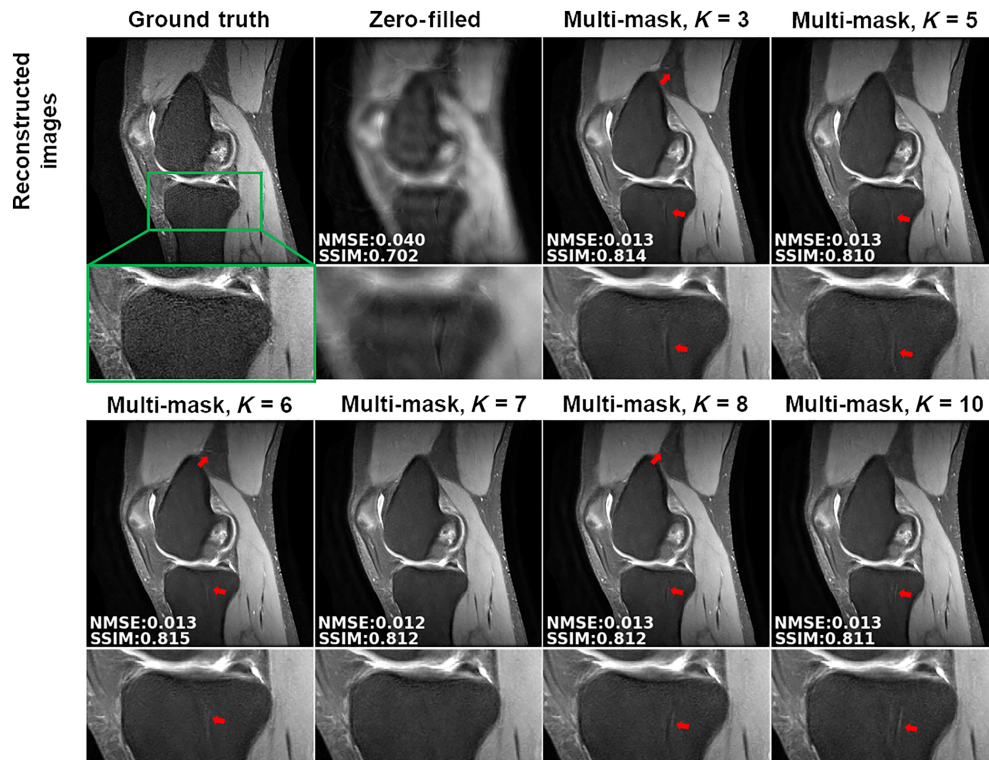 Ground truth
Zero-filled
Multi-mask, K = 3
Multi-mask, K = 5
Reconstructed
images
NMSE:0.040
SSIM:0.702
NMSE:0.013
SSIM:0.814
NMSE:0.013
SSIM:0.810
Multi-mask, K = 6
Multi-mask, K = 7
Multi-mask, K = 8
Multi-mask, K = 10
NMSE:0.013
SSIM:0.815
NMSE:0.012
SSIM:0.812
NMSE:0.013
SSIM:0.812
NMSE:0.013
SSIM:0.811